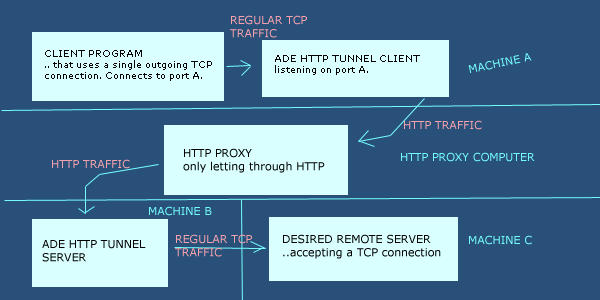 REGULAR TCP
TRAFFIC
CLIENT PROGRAM
.. that uses a single outgoing TCP
connection. Connects to port A.
ADE HTTP TUNNEL CLIENT
listening on port A.
MACHINE A
HTTP TRAFFIC
HTTP PROXY
only letting through HTTP
HTTP PROXY COMPUTER
HTTP TRAFFIC
MACHINE B
ADE HTTP TUNNEL
SERVER
REGULAR TCP
TRAFFIC
DESIRED REMOTE SERVER
..accepting a TCP connection
MACHINE C